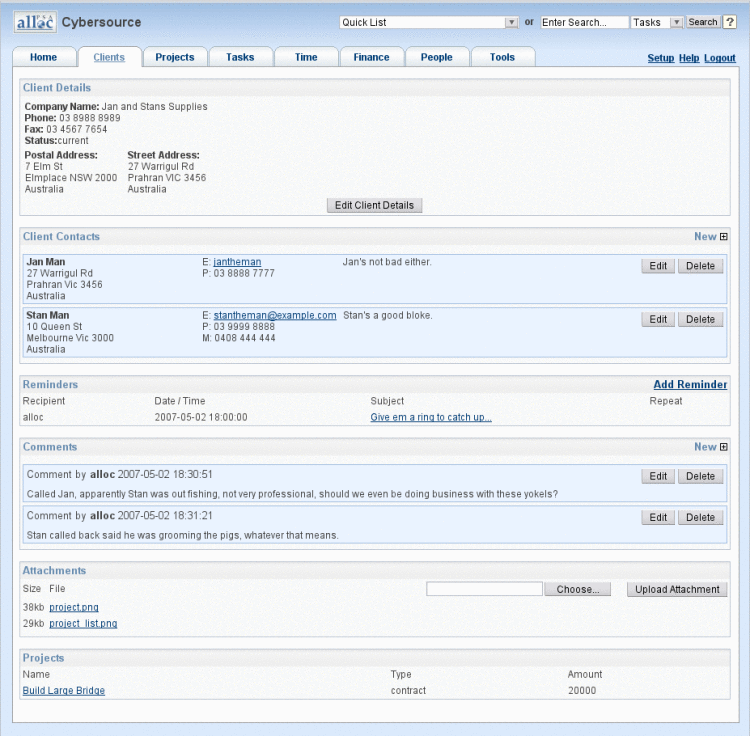 alloc PSA Cybersource Quick List or Enter Search... Tasks Search ?
Home Clients Projects Tasks Time Finance People Tools Setup Help Logout
Client Details
Company Name: Jan and Stans Supplies
Phone: 03 8988 8989
Fax: 03 4567 7654
Status:current
Postal Address: Street Address:
7 Elm St 27 Warrigul Rd
Elmplace NSW 2000 Prahran VIC 3456
Australia Australia
Edit Client Details
Client Contacts New
Jan Man E: jantheman Jan's not bad either. Edit Delete
27 Warrigul Rd P: 03 8888 7777
Prahran Vic 3456
Australia
Stan Man E: stantheman@example.com Stan's a good bloke. Edit Delete
10 Queen St P: 03 9999 8888
Melbourne Vic 3000 M: 0408 444 444
Australia
Reminders Add Reminder
Recipient Date / Time Subject Repeat
alloc 2007-05-02 18:00:00 Give em a ring to catch up...
Comments New
Comment by alloc 2007-05-02 18:30:51 Edit Delete
Called Jan, apparently Stan was out fishing, not very professional, should we even be doing business with these yokels?
Comment by alloc 2007-05-02 18:31:21 Edit Delete
Stan called back said he was grooming the pigs, whatever that means.
Attachments
Size File Choose... Upload Attachment
38kb project.png
29kb project_list.png
Projects
Name Type Amount
Build Large Bridge contract 20000